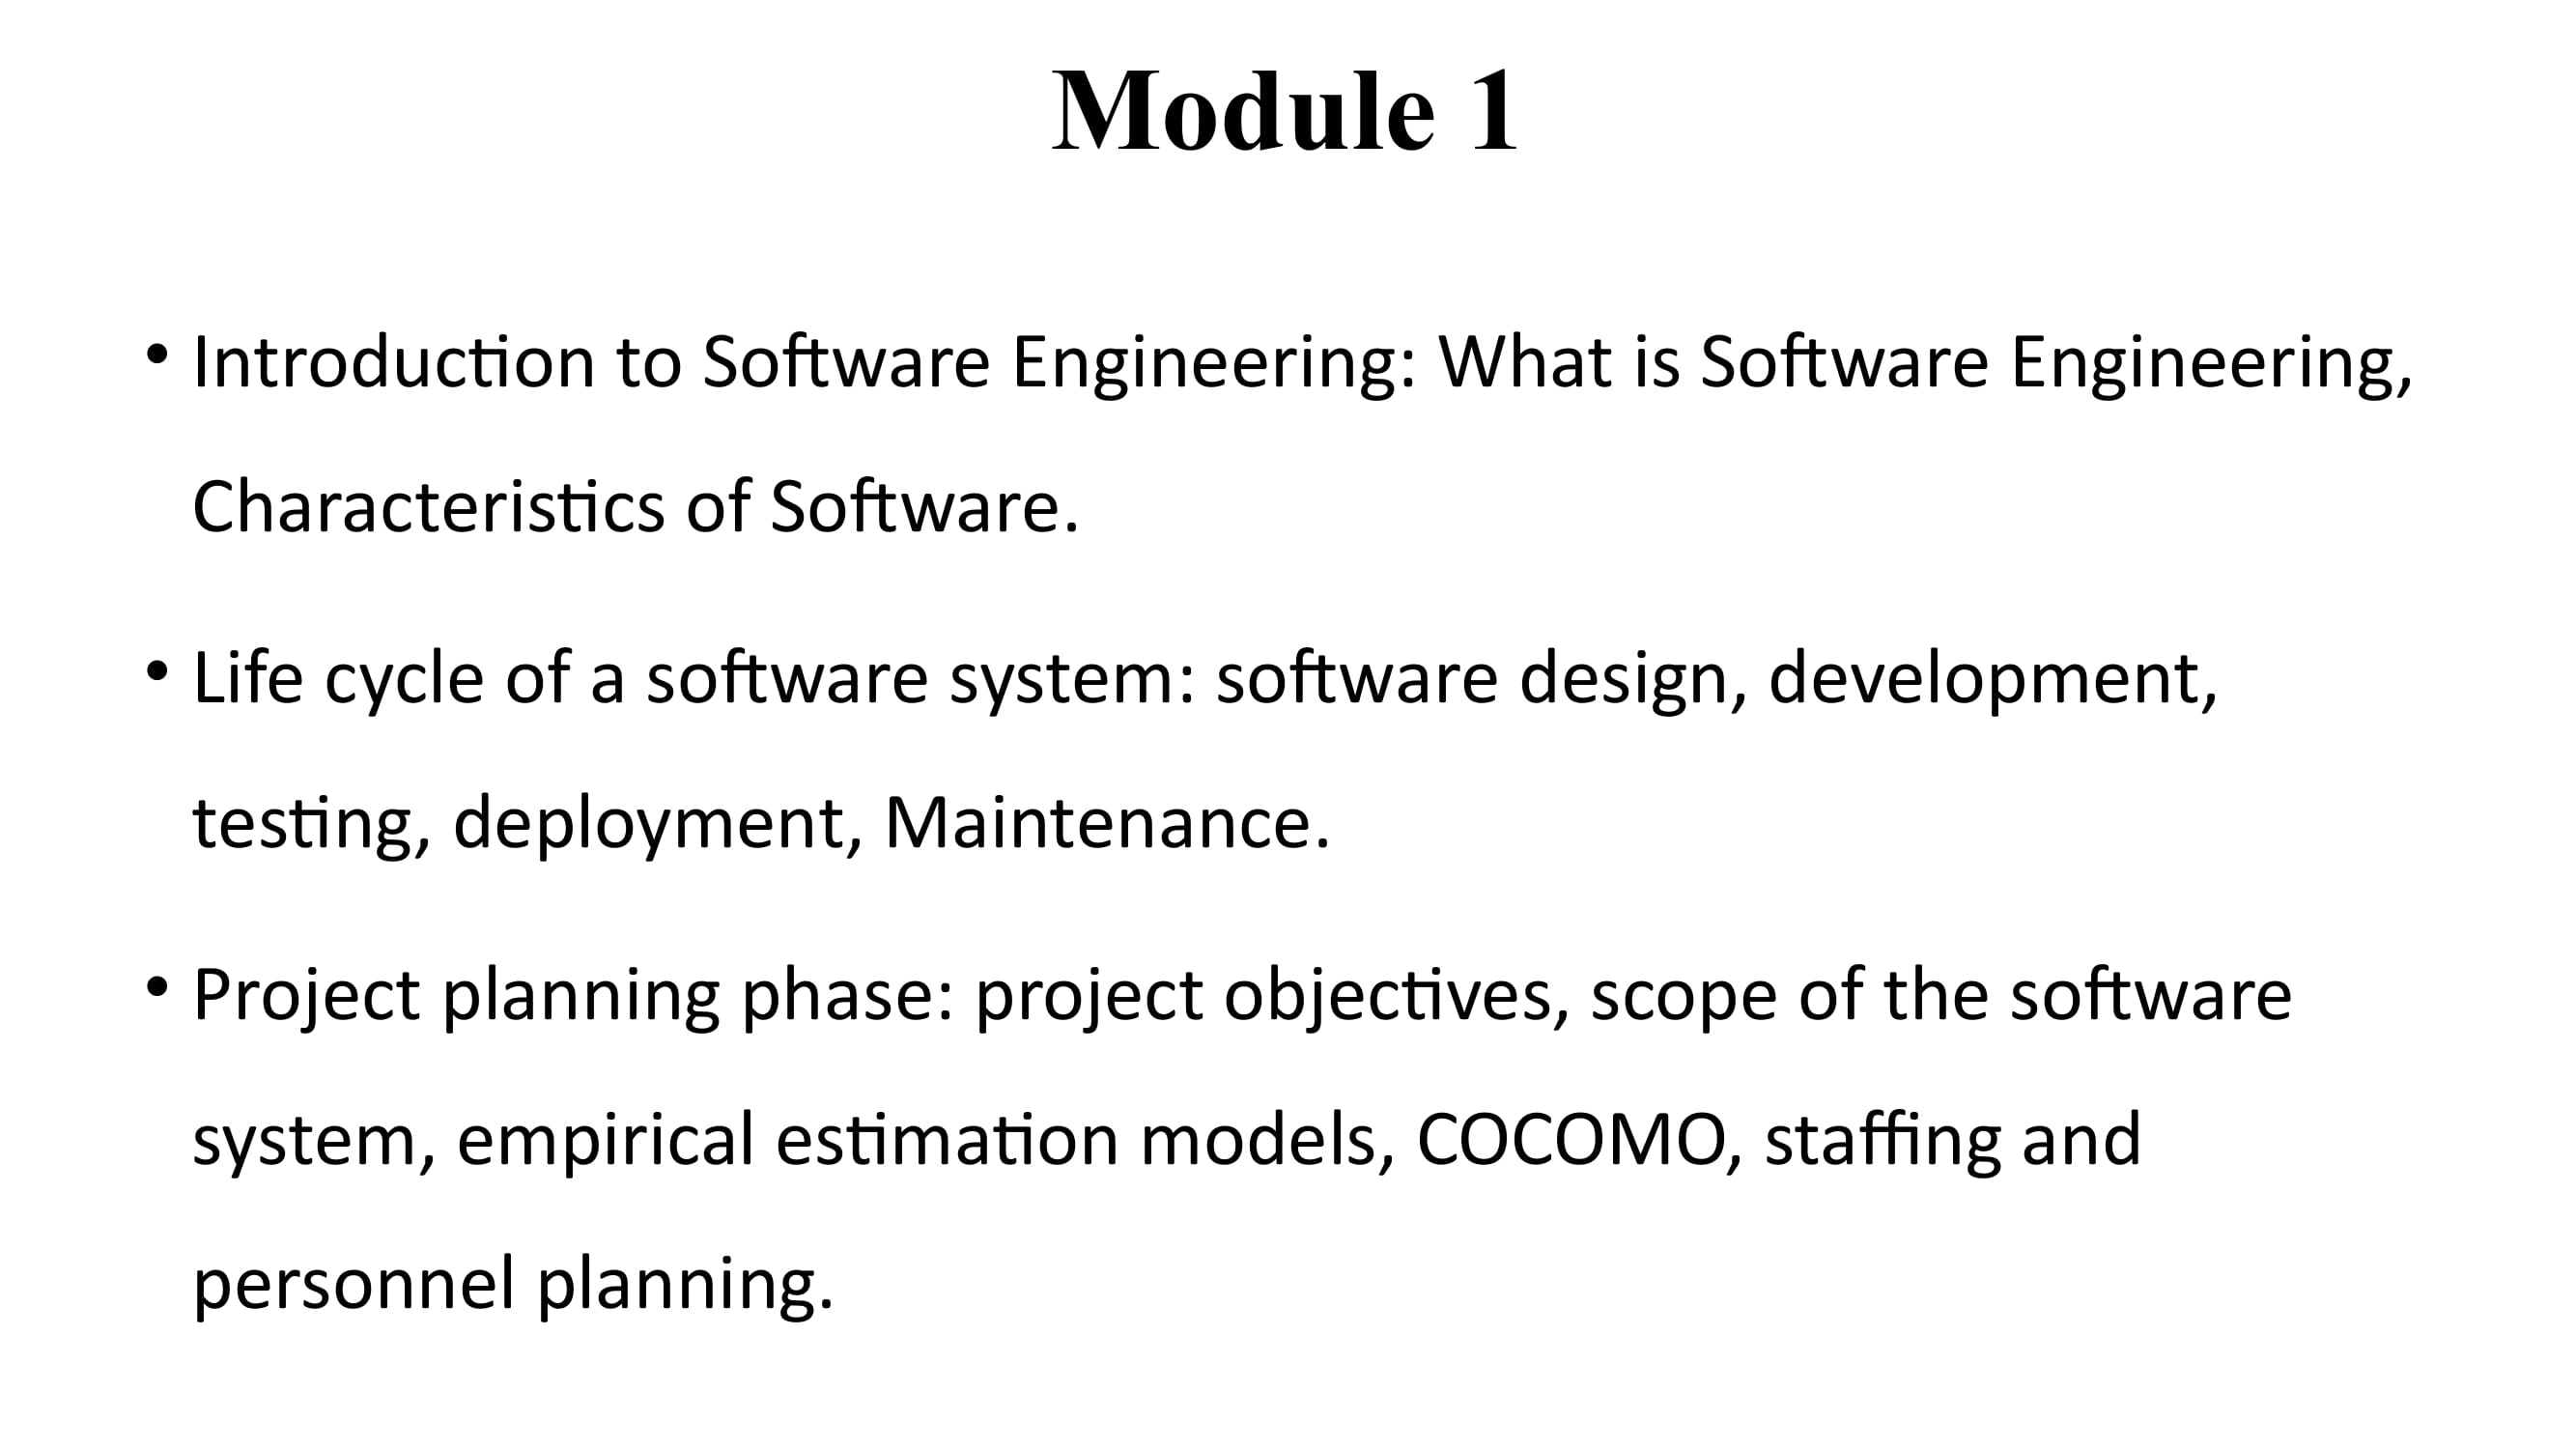 Module 1
• Introduction to Software Engineering: What is Software Engineering,
Characteristics of Software.
• Life cycle of a software system: software design, development,
testing, deployment, Maintenance.
• Project planning phase: project objectives, scope of the software
system, empirical estimation models, COCOMO, staffing and
personnel planning.